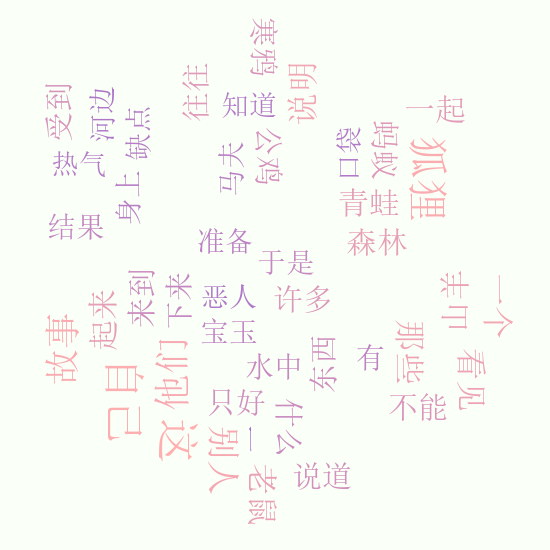 寒鸦
往往
知道
说明
一起
受到
河边
缺点
热气
身上
马夫
公鸡
口袋
蚂蚁
狐狸
青蛙
森林
结果
准备
于是
来到
下来
恶人
许多
宝玉
故事
起来
自己
他们
这
水中
东西
有
那些
看见
一个
只好
什么
一
别人
老鼠
说道
不能